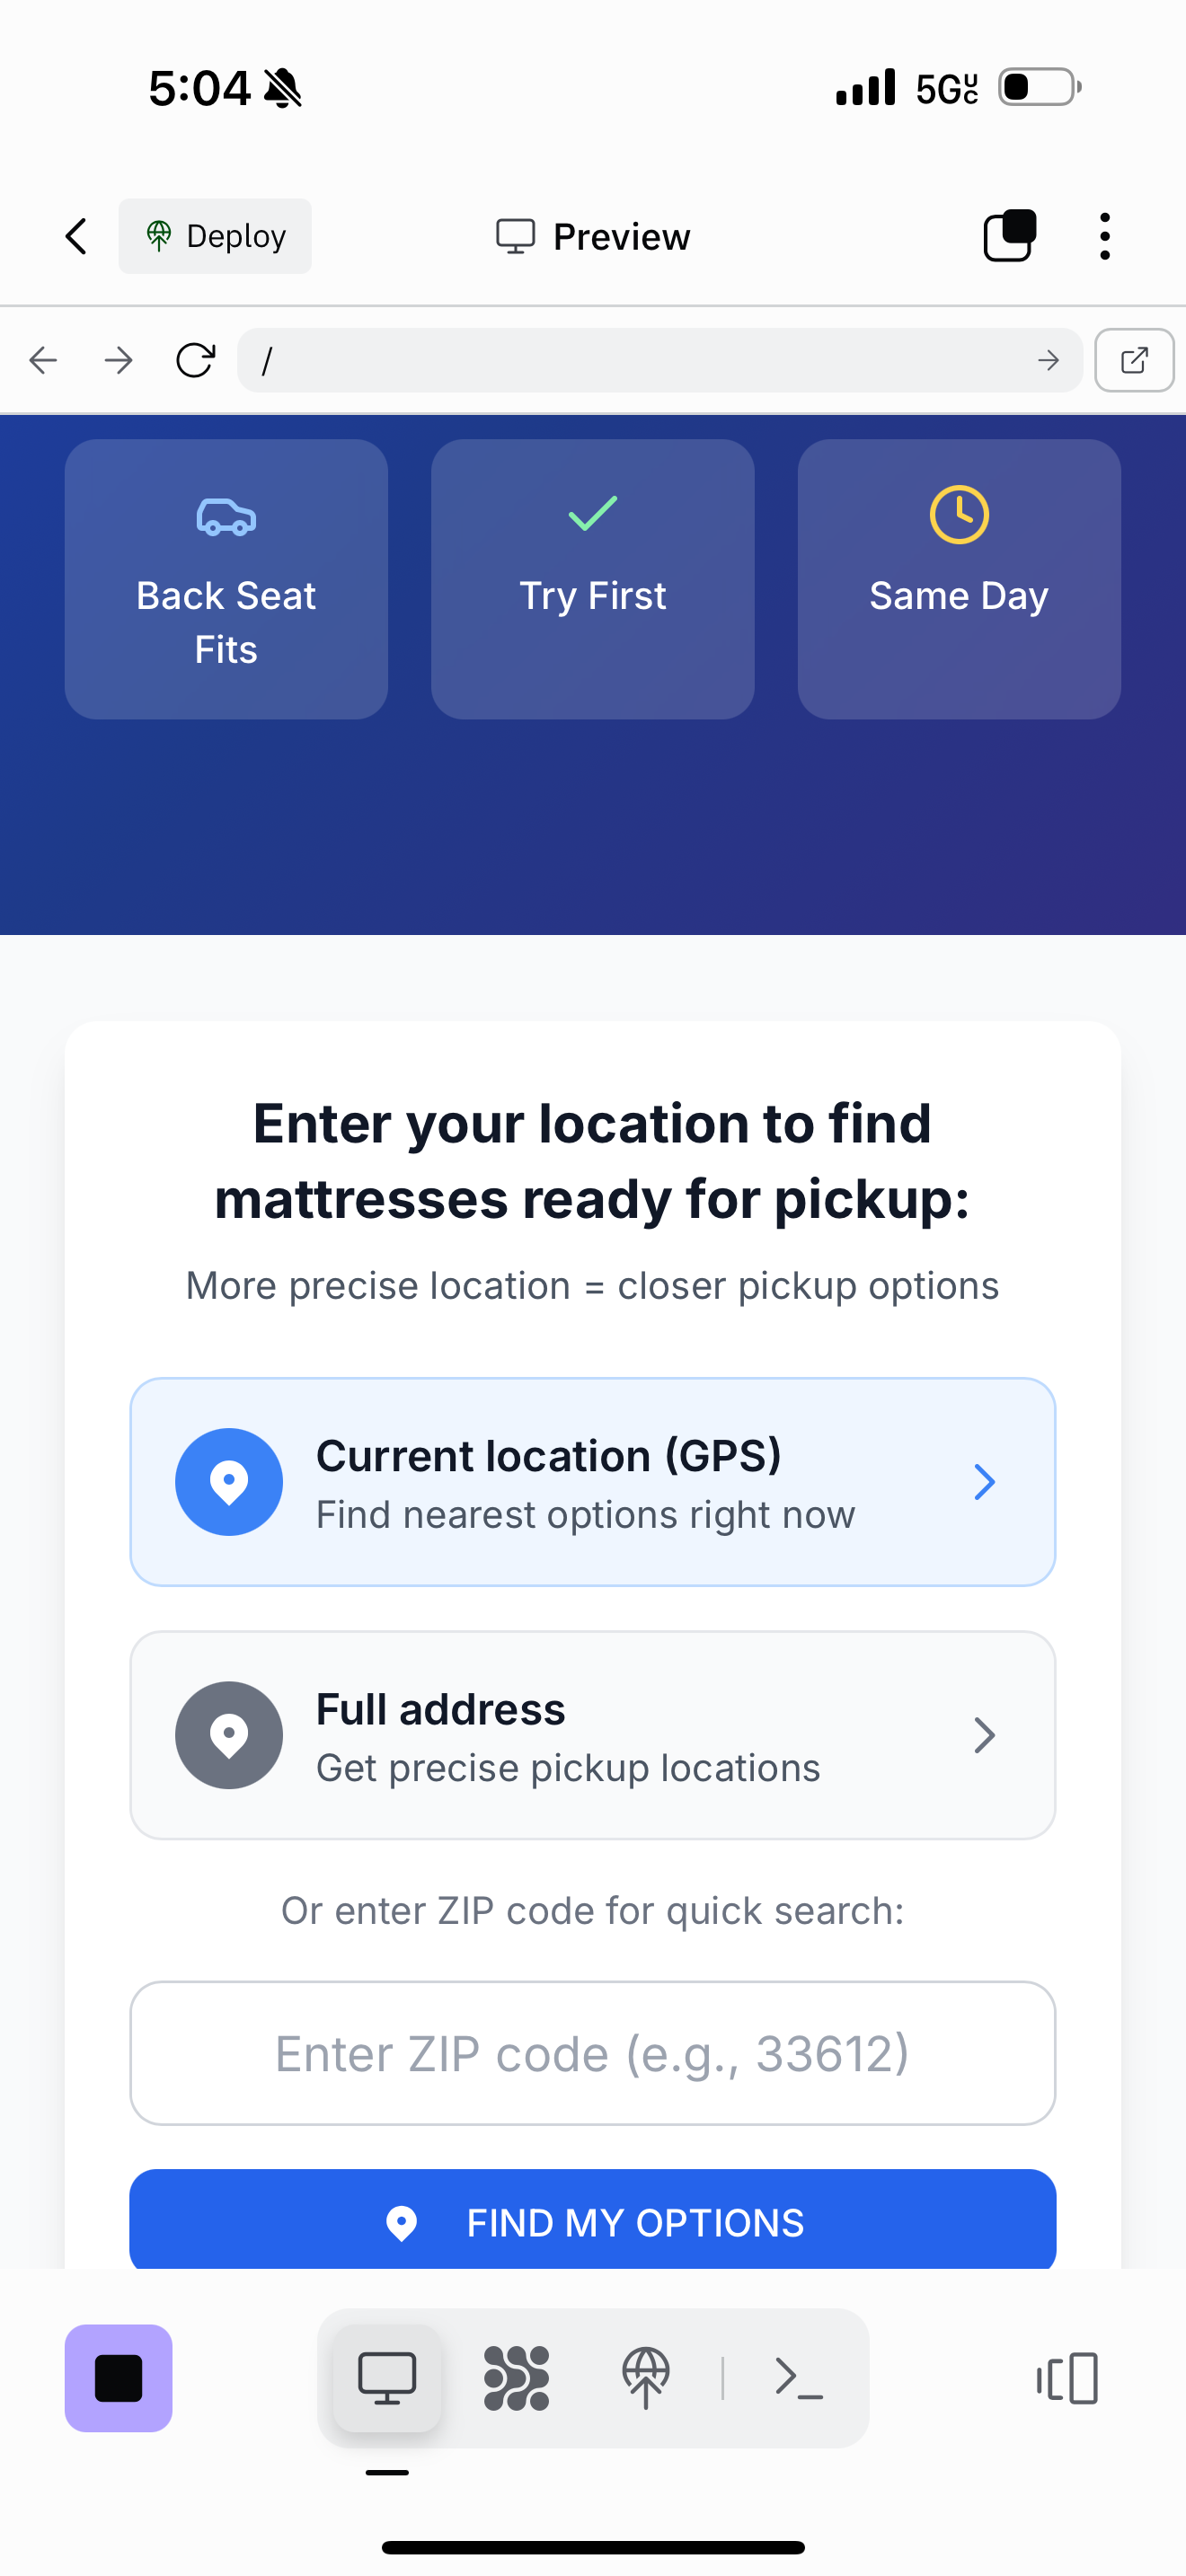 5:04
5G UC
Deploy
Preview
/
Back Seat
Fits
Try First
Same Day
Enter your location to find
mattresses ready for pickup:
More precise location = closer pickup options
Current location (GPS)
Find nearest options right now
Full address
Get precise pickup locations
Or enter ZIP code for quick search:
Enter ZIP code (e.g., 33612)
FIND MY OPTIONS